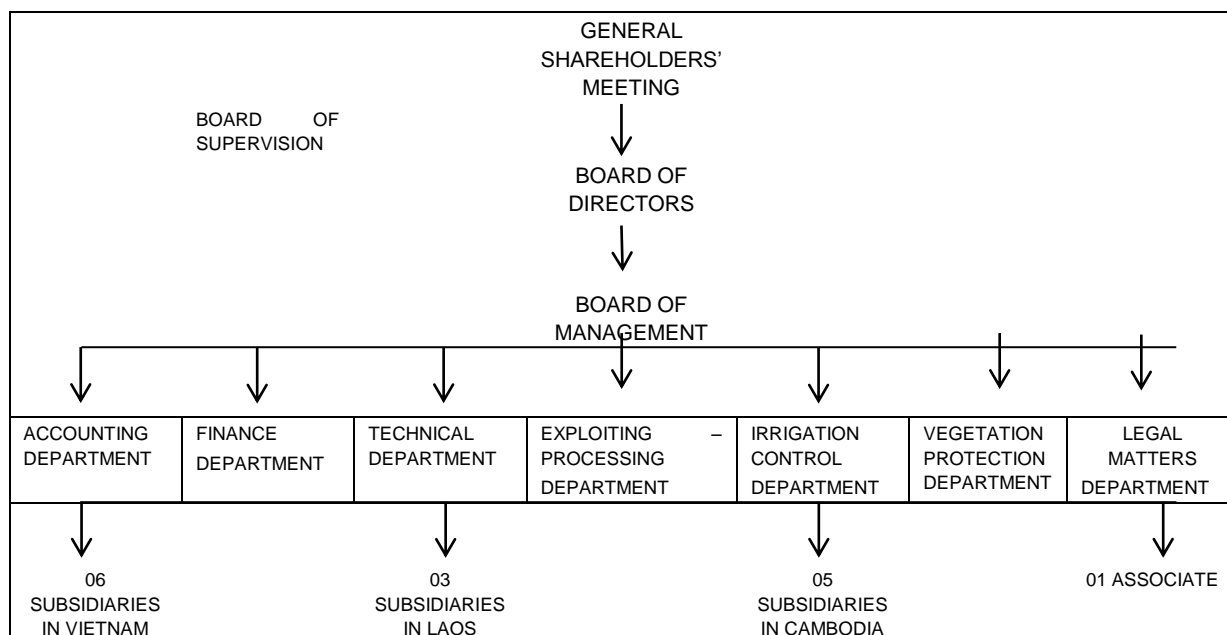 GENERAL
SHAREHOLDERS’
MEETING
BOARD OF
SUPERVISION
BOARD OF
DIRECTORS
BOARD OF
MANAGEMENT
ACCOUNTING
DEPARTMENT
FINANCE
DEPARTMENT
TECHNICAL
DEPARTMENT
EXPLOITING –
PROCESSING
DEPARTMENT
IRRIGATION
CONTROL
DEPARTMENT
VEGETATION
PROTECTION
DEPARTMENT
LEGAL
MATTERS
DEPARTMENT
06
SUBSIDIARIES
IN VIETNAM
03
SUBSIDIARIES
IN LAOS
05
SUBSIDIARIES
IN CAMBODIA
01 ASSOCIATE